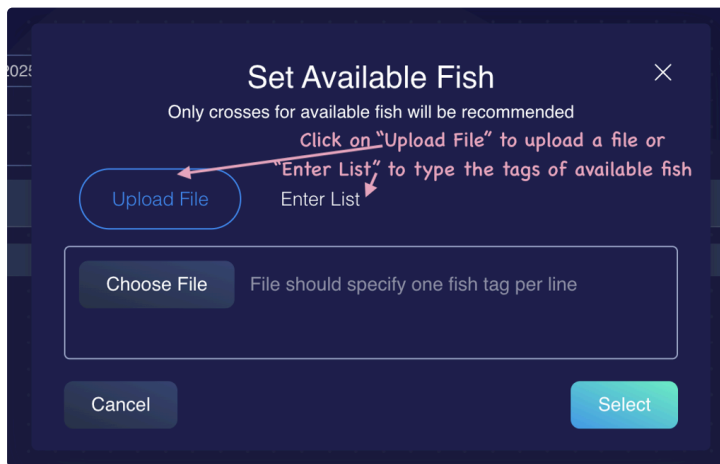 2025
Set Available Fish
Only crosses for available fish will be recommended
Click on "Upload File" to upload a file or
"Enter List" to type the tags of available fish
Upload File
Enter List
Choose File
File should specify one fish tag per line
Cancel
Select